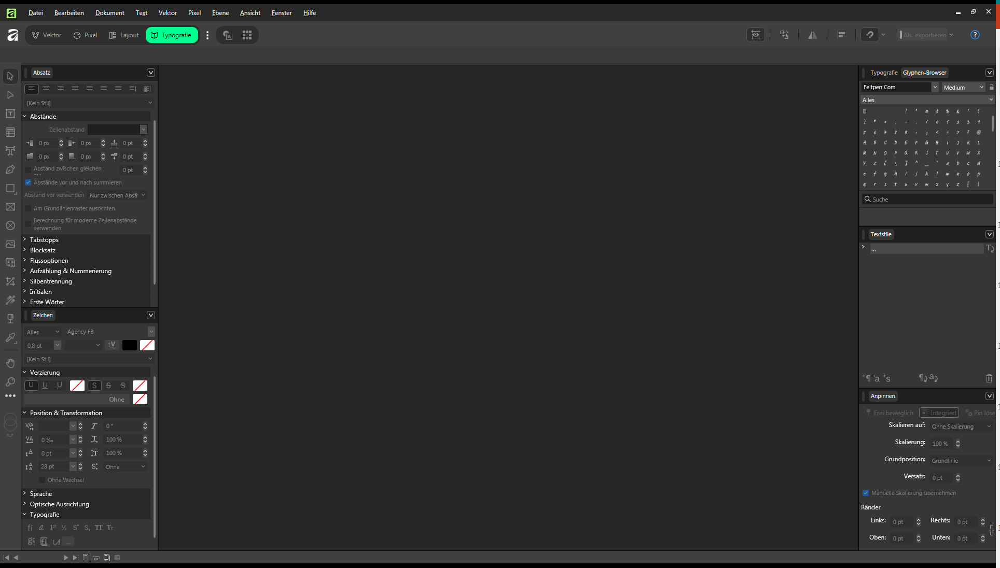 Datei Bearbeiten Dokument Text Vektor Pixel Ebene Ansicht Fenster Hilfe
Vektor Pixel Layout Typografie
Als exportieren
Absatz
[Kein Stil]
Abstände
Zeilenabstand
0 px 0 px 0 pt
0 px 0 px 0 pt
Abstand zwischen gleichen
0 pt
Abstände vor und nach summieren
Abstand vor verwenden Nur zwischen Absä
Am Grundlinienraster ausrichten
Berechnung für moderne Zeilenabstände
verwenden
Tabstopps
Blocksatz
Flussoptionen
Aufzählung & Nummerierung
Silbentrennung
Initialen
Erste Wörter
Zeichen
Alles Agency FB
0,8 pt
[Kein Stil]
Verzierung
U U U S S S
Ohne
Position & Transformation
0 °
0 ‰ 100 %
0 pt 100 %
28 pt Ohne
Ohne Wechsel
Sprache
Optische Ausrichtung
Typografie
fi a 1st ½ S S TT TT
...
Typografie Glyphen-Browser
Feltpen Com Medium
Alles
! " # $ % & ' (
) * + , - . / 0 1 2 3 4
5 6 7 8 9 : ; < = > ? @
A B C D E F G H I J K L
M N O P Q R S T U V W X
Y Z [ \ ] ^ _ ` a b c d
e f g h i j k l m n o p
q r s t u v w x y z { |
Suche
Textstile
...
Anpinnen
Frei beweglich Integriert Pin löse
Skalieren auf: Ohne Skalierung
Skalierung: 100 %
Grundposition: Grundlinie
Versatz: 0 pt
Manuelle Skalierung übernehmen
Ränder
Links: 0 pt Rechts: 0 pt
Oben: 0 pt Unten: 0 pt